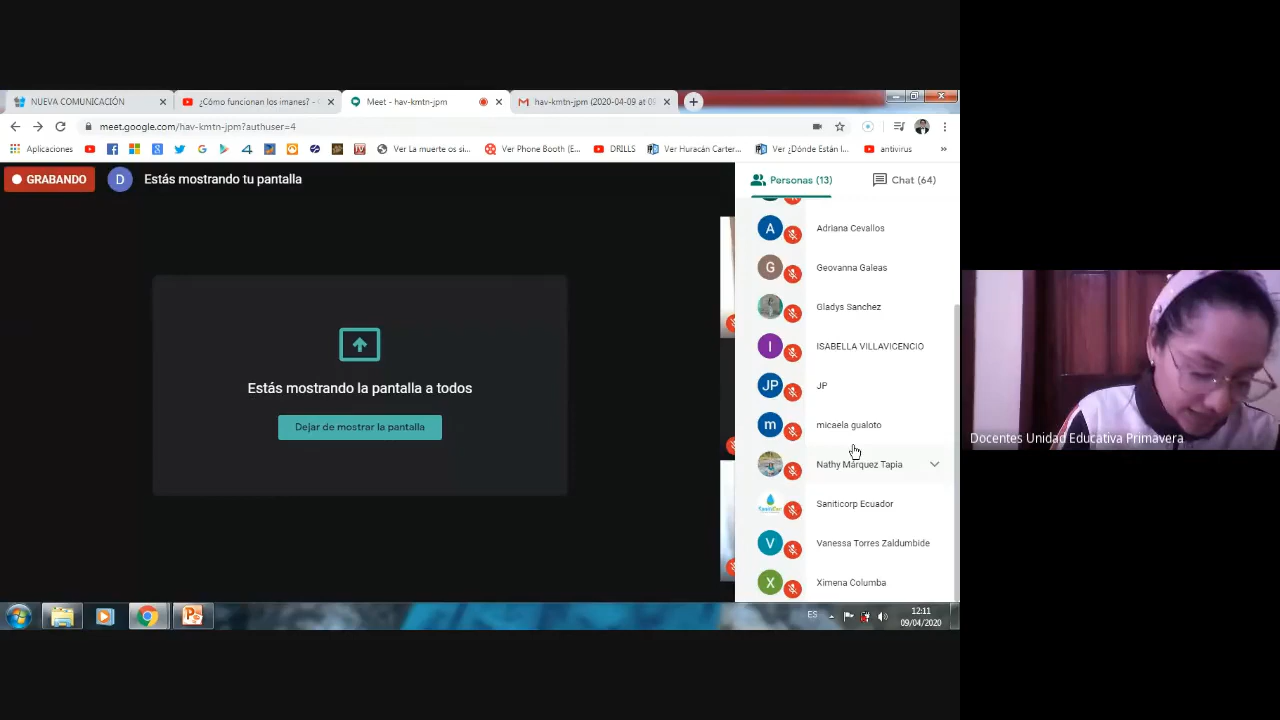 NUEVA COMUNICACIÓN
¿Cómo funcionan los imanes? -
Meet - hav-kmtn-jpm
hav-kmtn-jpm (2020-04-09 at 09
meet.google.com/hav-kmtn-jpm?authuser=4
Aplicaciones
Ver La muerte os si...
Ver Phone Booth (E...
DRILLS
Ver Huracán Carter...
Ver ¿Dónde Están l...
antivirus
»
GRABANDO
D
Estás mostrando tu pantalla
Personas (13)
Chat (64)
A Adriana Cevallos
G Geovanna Galeas
Gladys Sanchez
I ISABELLA VILLAVICENCIO
JP JP
m micaela gualoto
Nathy Márquez Tapia
Saniticorp Ecuador
V Vanessa Torres Zaldumbide
X Ximena Columba
Estás mostrando la pantalla a todos
Dejar de mostrar la pantalla
Docentes Unidad Educativa Primavera
ES
12:11
09/04/2020